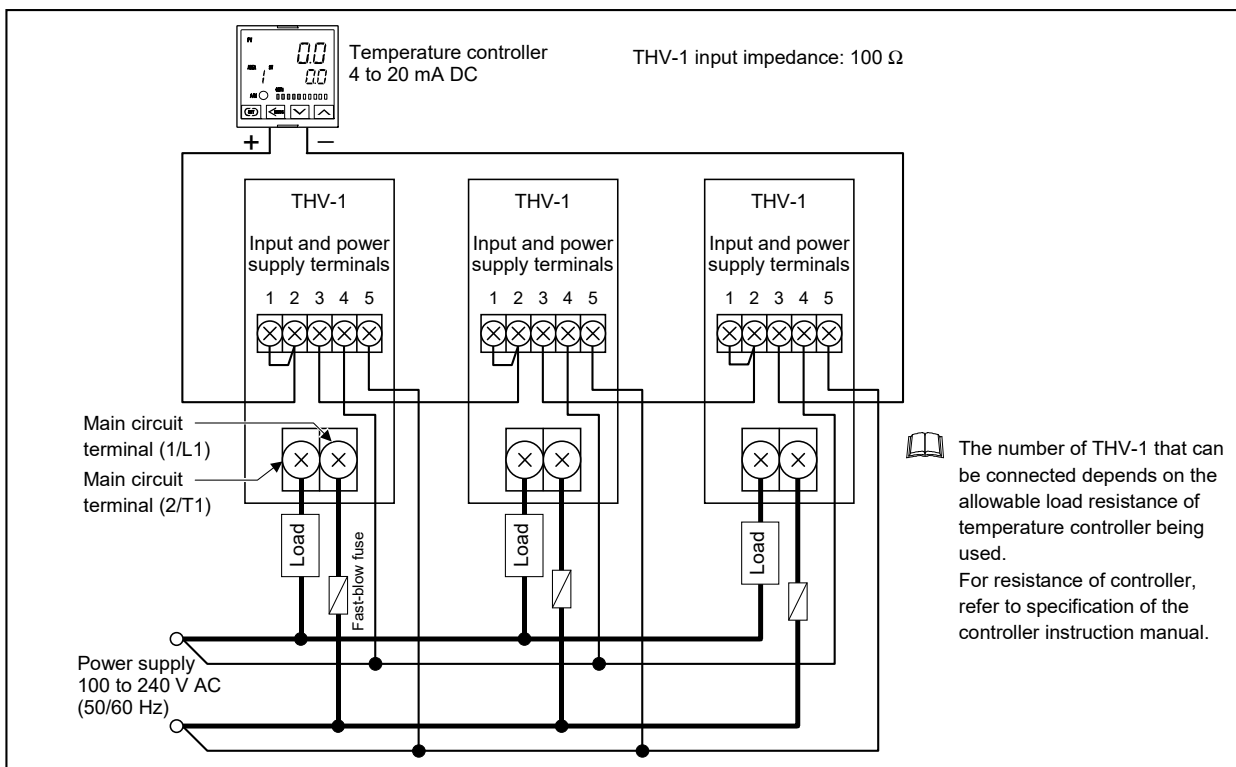 0.0
1 0.0
Temperature controller
4 to 20 mA DC
THV-1 input impedance: 100 Ω
+ −
THV-1
Input and power
supply terminals
1 2 3 4 5
THV-1
Input and power
supply terminals
1 2 3 4 5
THV-1
Input and power
supply terminals
1 2 3 4 5
Main circuit
terminal (1/L1)
Main circuit
terminal (2/T1)
Load
Fast-blow fuse
Load
Load
Power supply
100 to 240 V AC
(50/60 Hz)
The number of THV-1 that can
be connected depends on the
allowable load resistance of
temperature controller being
used.
For resistance of controller,
refer to specification of the
controller instruction manual.